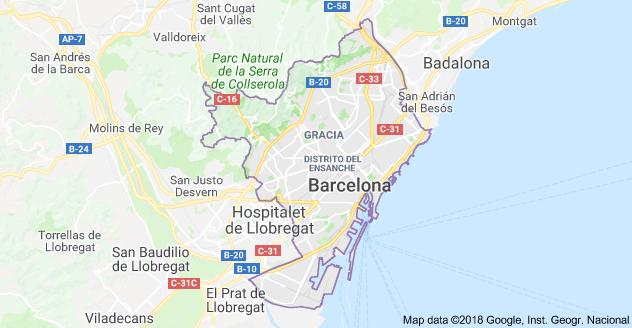 C-58
Sant Cugat
del Vallès
B-20
Montgat
Valldoreix
AP-7
San Andrés
de la Barca
Parc Natural
de la Serra
de Collserola
Badalona
B-20
C-33
C-16
San Adrián
del Besós
Molins de Rey
GRACIA
C-31
B-24
DISTRITO DEL
ENSANCHE
San Justo
Desvern
Barcelona
Hospitalet
de Llobregat
Torrellas de
Llobregat
San Baudilio
de Llobregat
C-31
B-20
B-10
C-31C
El Prat de
Llobregat
Viladecans
Map data ©2018 Google, Inst. Geogr. Nacional